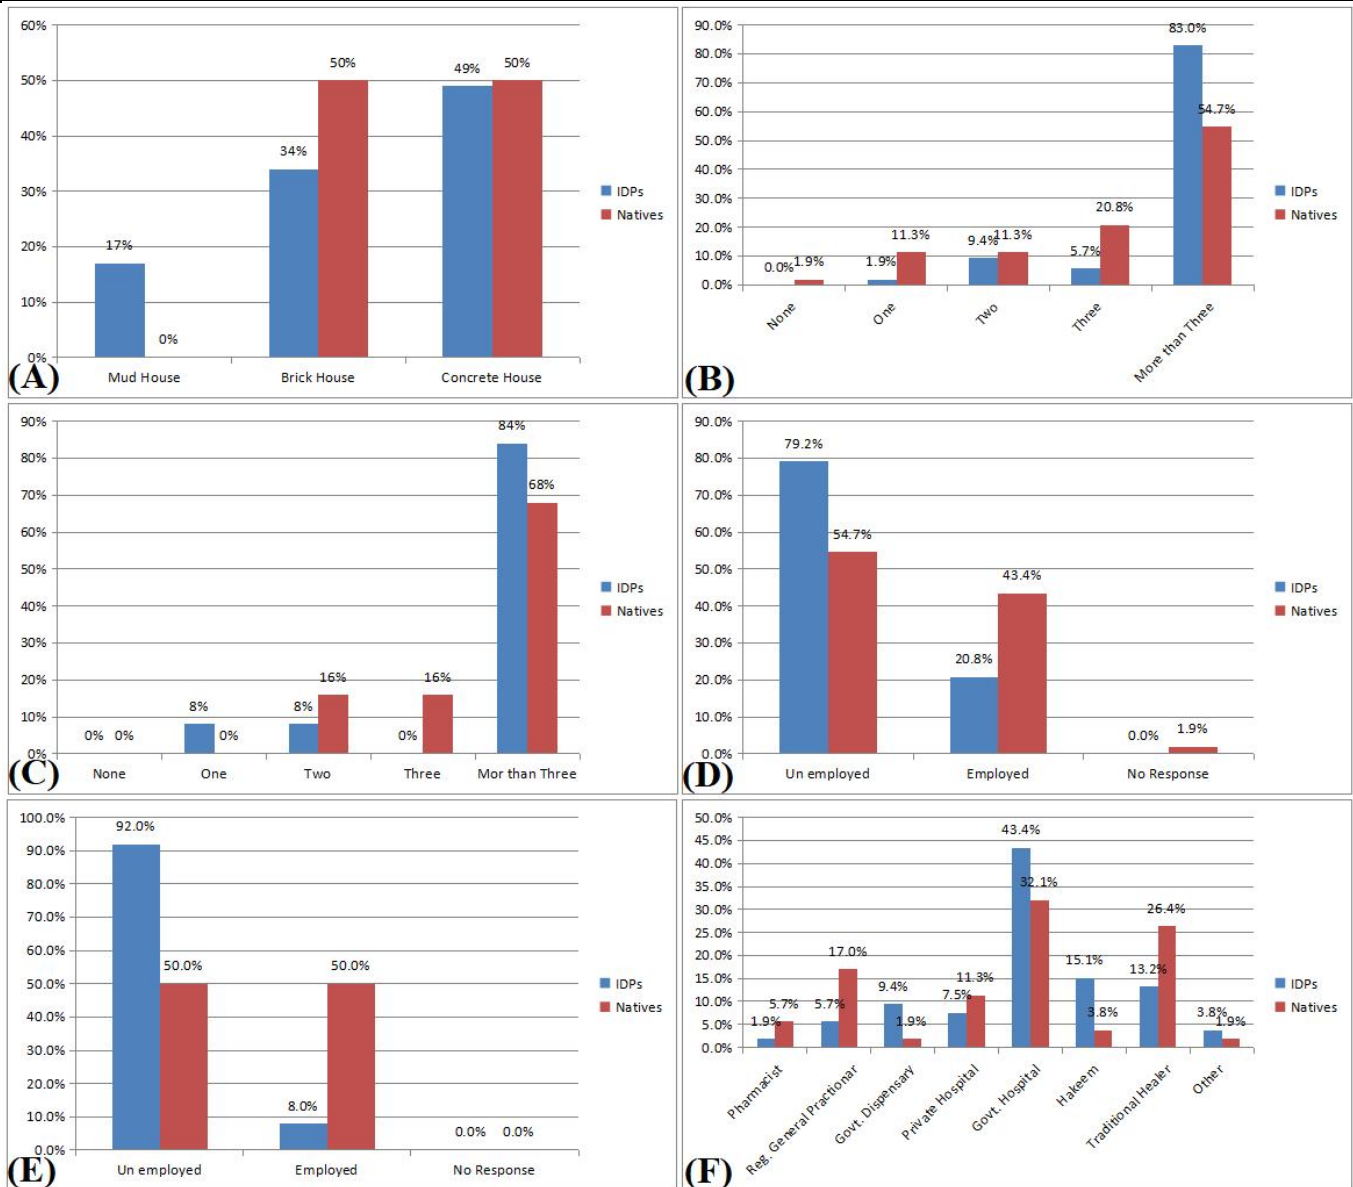 60%
50%
40%
30%
20%
10%
0%
17%
0%
34%
50%
49%
50%
Mud House
Brick House
Concrete House
IDPs
Natives
(A)
90.0%
80.0%
70.0%
60.0%
50.0%
40.0%
30.0%
20.0%
10.0%
0.0%
0.0%
1.9%
1.9%
11.3%
9.4%
11.3%
5.7%
20.8%
83.0%
54.7%
None
One
Two
Three
More than Three
IDPs
Natives
(B)
90%
80%
70%
60%
50%
40%
30%
20%
10%
0%
0%
0%
8%
0%
8%
16%
0%
16%
84%
68%
None
One
Two
Three
Mor than Three
IDPs
Natives
(C)
90.0%
80.0%
70.0%
60.0%
50.0%
40.0%
30.0%
20.0%
10.0%
0.0%
79.2%
54.7%
20.8%
43.4%
0.0%
1.9%
Un employed
Employed
No Response
IDPs
Natives
(D)
100.0%
90.0%
80.0%
70.0%
60.0%
50.0%
40.0%
30.0%
20.0%
10.0%
0.0%
92.0%
50.0%
8.0%
50.0%
0.0%
0.0%
Un employed
Employed
No Response
IDPs
Natives
(E)
50.0%
45.0%
40.0%
35.0%
30.0%
25.0%
20.0%
15.0%
10.0%
5.0%
0.0%
1.9%
5.7%
5.7%
17.0%
9.4%
1.9%
7.5%
11.3%
43.4%
32.1%
15.1%
3.8%
13.2%
26.4%
3.8%
1.9%
Pharmacist
Reg. General Practionar
Govt. Dispensary
Private Hospital
Govt. Hospital
Hakeem
Traditional Healer
Other
IDPs
Natives
(F)